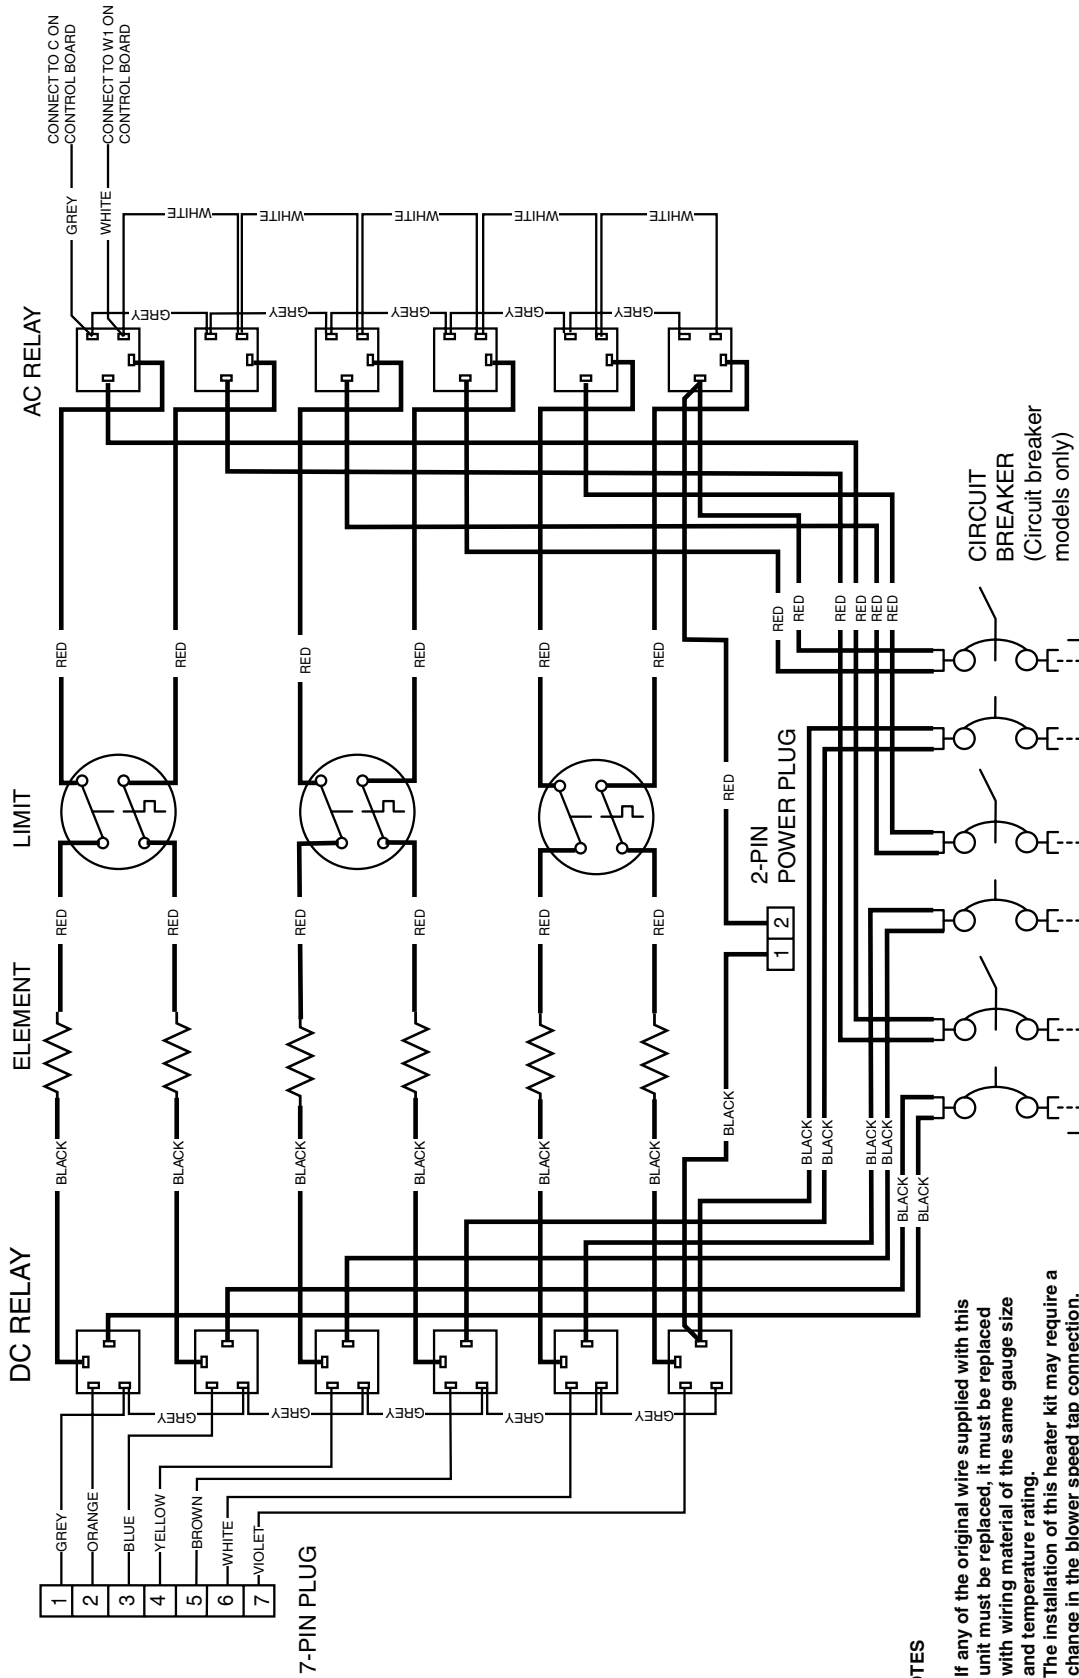 CONNECT TO C ON
CONTROL BOARD
CONNECT TO W1 ON
CONTROL BOARD
GREY
WHITE
AC RELAY
WHITE
WHITE
WHITE
WHITE
WHITE
GREY
GREY
GREY
GREY
GREY
RED
RED
RED
RED
RED
RED
RED
RED
RED
RED
RED
RED
CIRCUIT
BREAKER
(Circuit breaker
models only)
LIMIT
RED
2-PIN
POWER PLUG
1
2
RED
RED
RED
RED
RED
RED
ELEMENT
BLACK
BLACK
BLACK
BLACK
BLACK
BLACK
BLACK
BLACK
BLACK
BLACK
BLACK
BLACK
BLACK
DC RELAY
GREY
GREY
GREY
GREY
GREY
GREY
ORANGE
BLUE
YELLOW
BROWN
WHITE
VIOLET
1
2
3
4
5
6
7
7-PIN PLUG
If any of the original wire supplied with this
unit must be replaced, it must be replaced
with wiring material of the same gauge size
and temperature rating.
The installation of this heater kit may require a
change in the blower speed tap connection.